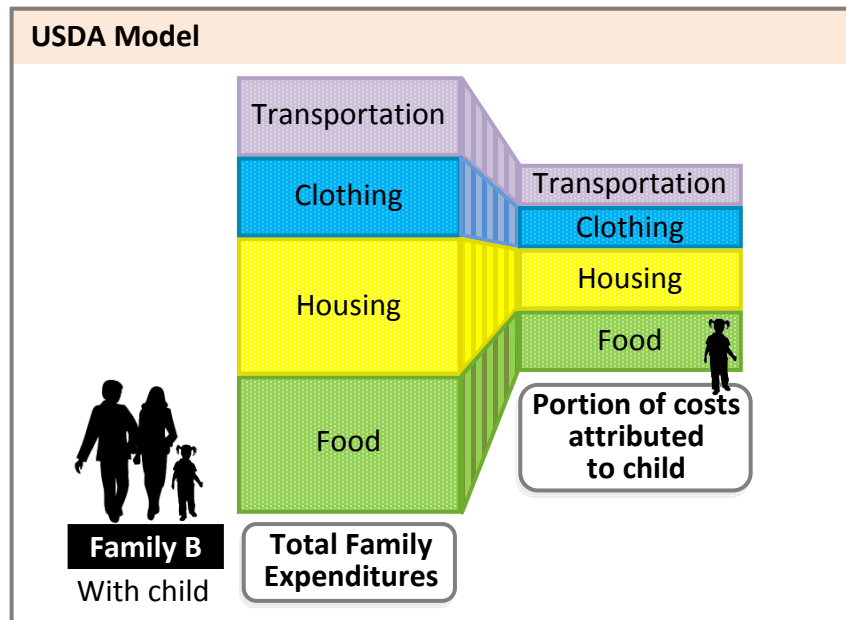 USDA Model
Transportation
Clothing
Housing
Food
Transportation
Clothing
Housing
Food
Portion of costs
attributed
to child
Family B
With child
Total Family
Expenditures